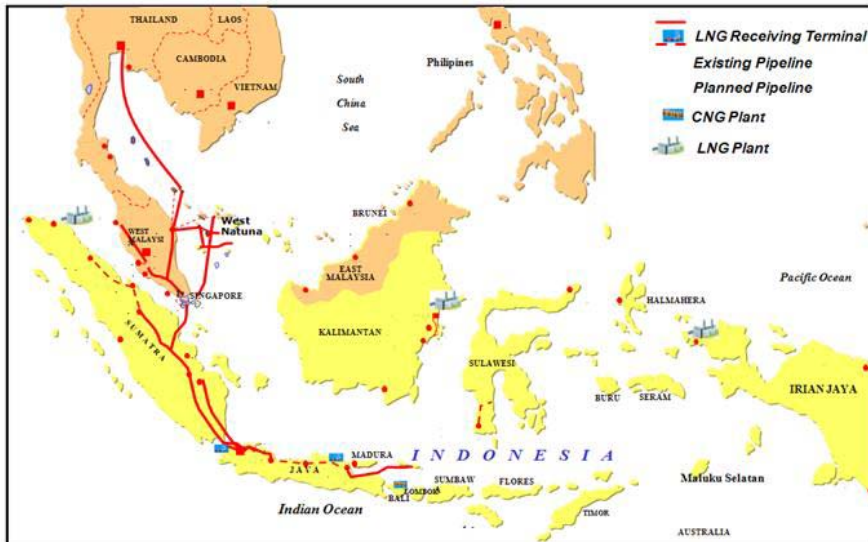 THAILAND
LAOS
CAMBODIA
VIETNAM
South
China
Sea
Philipines
LNG Receiving Terminal
Existing Pipeline
Planned Pipeline
CNG Plant
LNG Plant
BRUNEI
West
Natuna
WEST
MALAYSI
EAST
MALAYSIA
SINGAPORE
Pacific Ocean
HALMAHERA
KALIMANTAN
SUMATRA
SULAWESI
IRIAN JAYA
BURU
SERAM
MADURA
INDONESIA
JAVA
Maluku Selatan
SUMBAW
A
FLORES
LOMBOK
BALI
Indian Ocean
TIMOR
AUSTRALIA